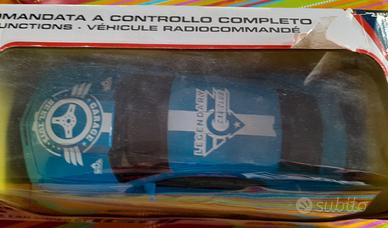 OMANDATA A CONTROLLO COMPLETO
UNCTIONS - VÉHICULE RADIOCOMMANDÉ
GARAGE
LEGENDARY
subito